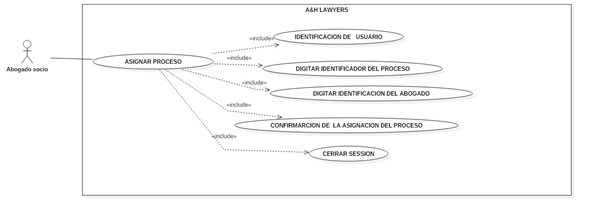 A&H LAWYERS
IDENTIFICACION DE USUARIO
«include»
ASIGNAR PROCESO
«include»
DIGITAR IDENTIFICADOR DEL PROCESO
Abogado socio
«include»
DIGITAR IDENTIFICACION DEL ABOGADO
«include»
CONFIRMARCION DE LA ASIGNACION DEL PROCESO
«include»
CERRAR SESSION